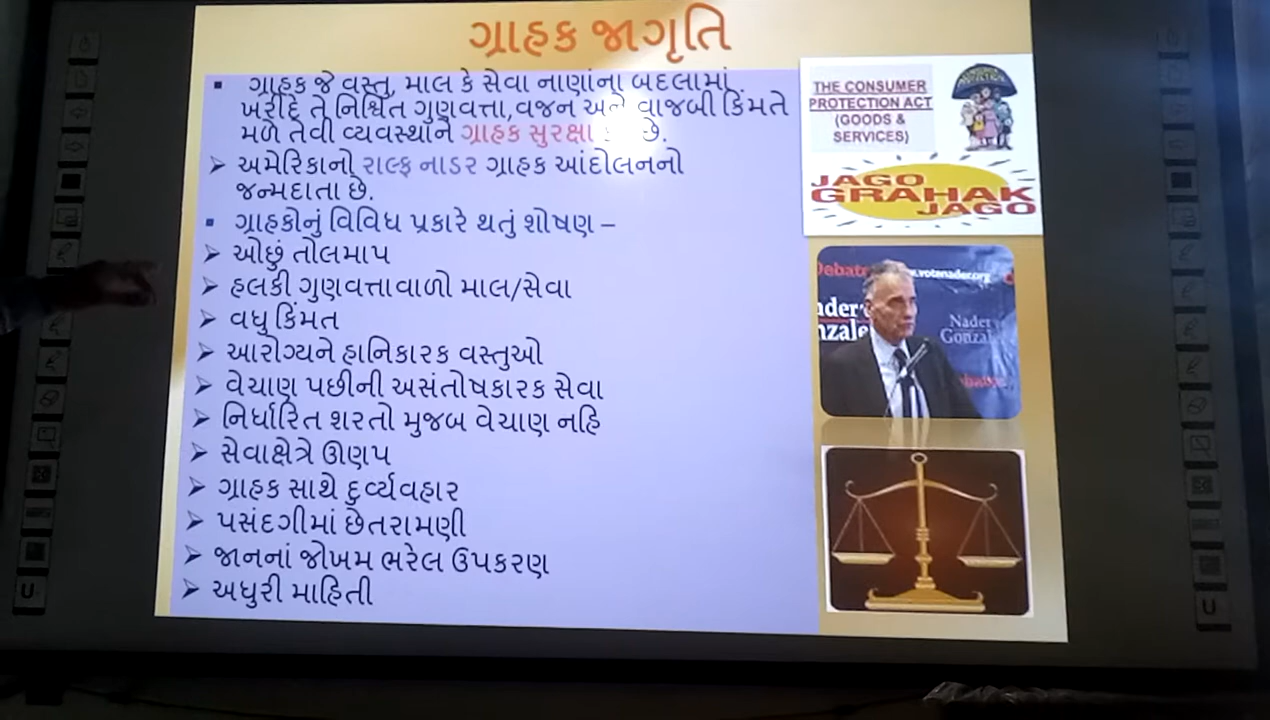 ગ્રાહક જાગૃતિ
ગ્રાહક જે વસ્તુ, માલ કે સેવા નાણાંના બદલામાં
ખરીદે તે નિશ્ચિત ગુણવત્તા,વજન અને વાજબી કિંમતે
મળે તેવી વ્યવસ્થાને ગ્રાહક સુરક્ષા છે.
અમેરિકાનો રાલ્ફ નાડર ગ્રાહક આંદોલનનો
જન્મદાતા છે.
ગ્રાહકોનું વિવિધ પ્રકારે થતું શોષણ –
ઓછું તોલમાપ
હલકી ગુણવત્તાવાળો માલ/સેવા
વધુ કિંમત
આરોગ્યને હાનિકારક વસ્તુઓ
વેચાણ પછીની અસંતોષકારક સેવા
નિર્ધારિત શરતો મુજબ વેચાણ નહિ
સેવાક્ષેત્રે ઊણપ
ગ્રાહક સાથે દુર્વ્યવહાર
પસંદગીમાં છેતરામણી
જાનનાં જોખમ ભરેલ ઉપકરણ
અધુરી માહિતી
THE CONSUMER
PROTECTION ACT
(GOODS &
SERVICES)
JAGO
GRAHAK
JAGO
Debate www.votenader.org
Nader
Gonzal